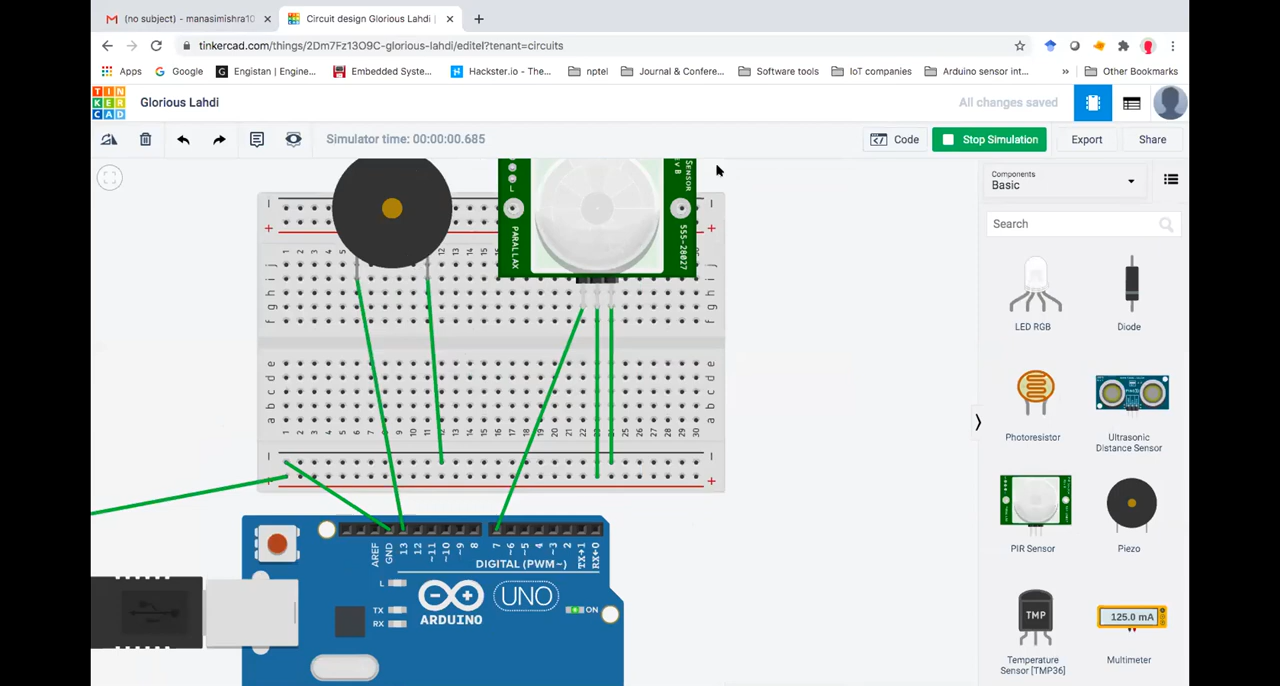 (no subject) - manasimishra10
Circuit design Glorious Lahdi |
tinkercad.com/things/2Dm7Fz13O9C-glorious-lahdi/editel?tenant=circuits
Apps Google Engistan | Engine... Embedded Syste... Hackster.io - The... nptel Journal & Confere... Software tools IoT companies Arduino sensor int... » Other Bookmarks
TIN
KER
CAD
Glorious Lahdi
All changes saved
Simulator time: 00:00:00.685
Code
Stop Simulation
Export
Share
Components
Basic
Search
LED RGB
Diode
Photoresistor
Ultrasonic
Distance Sensor
PIR Sensor
Piezo
TMP
Temperature
Sensor [TMP36]
125.0 mA
Multimeter
PARALLAX
555-28027
L
AREF
GND
13
12
~11
~10
~9
8
7
~6
~5
4
~3
2
TX→1
RX←0
DIGITAL (PWM~)
L
TX
RX
ARDUINO
UNO
ON